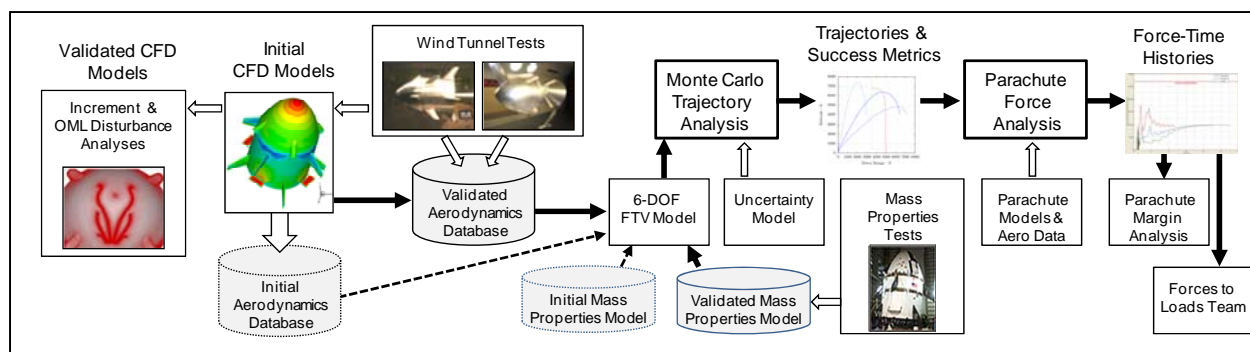 Validated CFD
Models
Increment &
OML Disturbance
Analyses
Initial
CFD Models
Wind Tunnel Tests
Validated
Aerodynamics
Database
Initial
Aerodynamics
Database
Monte Carlo
Trajectory
Analysis
6-DOF
FTV Model
Uncertainty
Model
Initial Mass
Properties Model
Validated Mass
Properties Model
Trajectories &
Success Metrics
Mass
Properties
Tests
Parachute
Force
Analysis
Parachute
Models &
Aero Data
Force-Time
Histories
Parachute
Margin
Analysis
Forces to
Loads Team